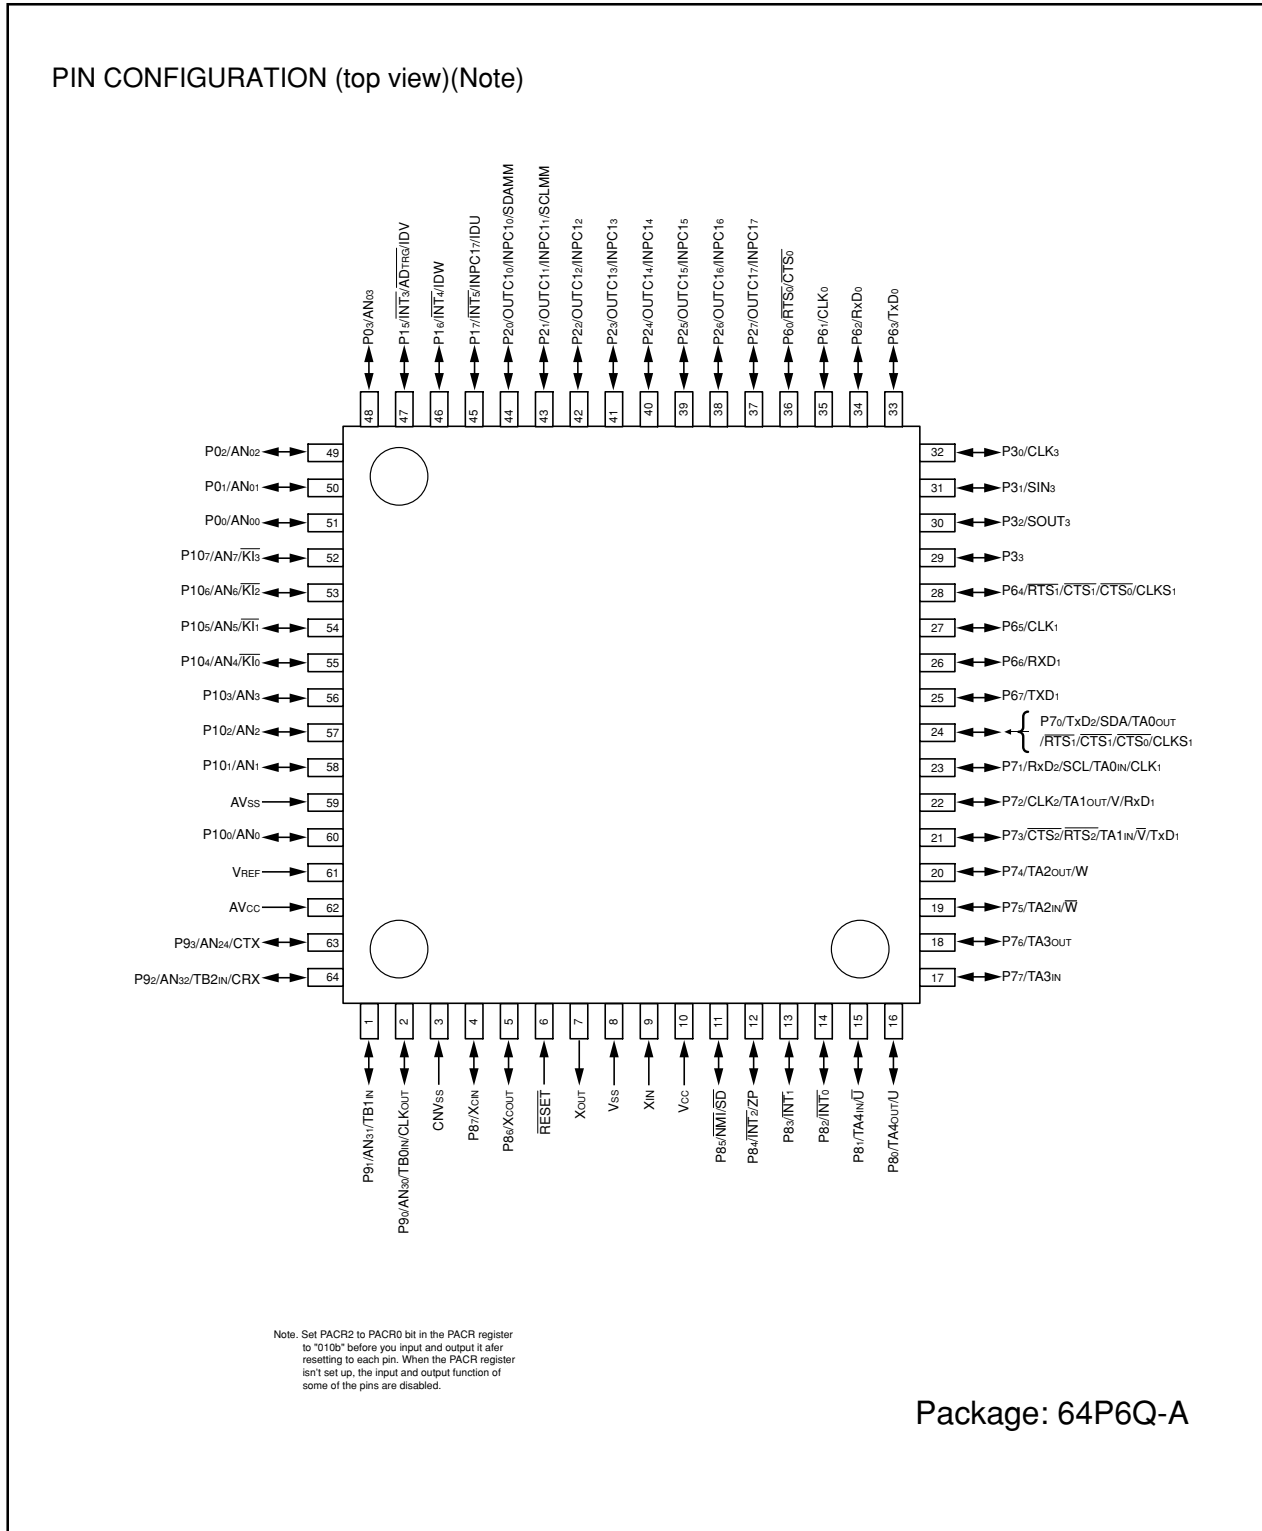 PIN CONFIGURATION (top view)(Note)
P03/AN03
P15/INT3/ADTRG/IDV
P16/INT4/IDW
P17/INT5/INPC17/IDU
P20/OUTC10/INPC10/SDAMM
P21/OUTC11/INPC11/SCLMM
P22/OUTC12/INPC12
P23/OUTC13/INPC13
P24/OUTC14/INPC14
P25/OUTC15/INPC15
P26/OUTC16/INPC16
P27/OUTC17/INPC17
P60/RTS0/CTS0
P61/CLK0
P62/RxD0
P63/TxD0
48 47 46 45 44 43 42 41 40 39 38 37 36 35 34 33
P02/AN02 49
P01/AN01 50
P00/AN00 51
P107/AN7/KI3 52
P106/AN6/KI2 53
P105/AN5/KI1 54
P104/AN4/KI0 55
P103/AN3 56
P102/AN2 57
P101/AN1 58
AVSS 59
P100/AN0 60
VREF 61
AVCC 62
P93/AN24/CTX 63
P92/AN32/TB2IN/CRX 64
32 P30/CLK3
31 P31/SIN3
30 P32/SOUT3
29 P33
28 P64/RTS1/CTS1/CTS0/CLKS1
27 P65/CLK1
26 P66/RXD1
25 P67/TXD1
24 P70/TxD2/SDA/TA0OUT
/RTS1/CTS1/CTS0/CLKS1
23 P71/RxD2/SCL/TA0IN/CLK1
22 P72/CLK2/TA1OUT/V/RxD1
21 P73/CTS2/RTS2/TA1IN/V/TxD1
20 P74/TA2OUT/W
19 P75/TA2IN/W
18 P76/TA3OUT
17 P77/TA3IN
1 2 3 4 5 6 7 8 9 10 11 12 13 14 15 16
P91/AN31/TB1IN
P90/AN30/TB0IN/CLKOUT
CNVSS
P87/XCIN
P86/XCOUT
RESET
XOUT
VSS
XIN
VCC
P85/NMI/SD
P84/INT2/ZP
P83/INT1
P82/INT0
P81/TA4IN/U
P80/TA4OUT/U
Note. Set PACR2 to PACR0 bit in the PACR register
to "010b" before you input and output it afer
resetting to each pin. When the PACR register
isn't set up, the input and output function of
some of the pins are disabled.
Package: 64P6Q-A